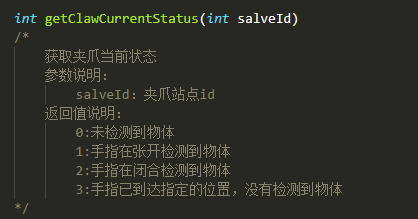 int getClawCurrentStatus(int salveId)
/*
获取夹爪当前状态
参数说明：
salveId：夹爪站点id
返回值说明：
0:未检测到物体
1:手指在张开检测到物体
2:手指在闭合检测到物体
3:手指已到达指定的位置，没有检测到物体
*/